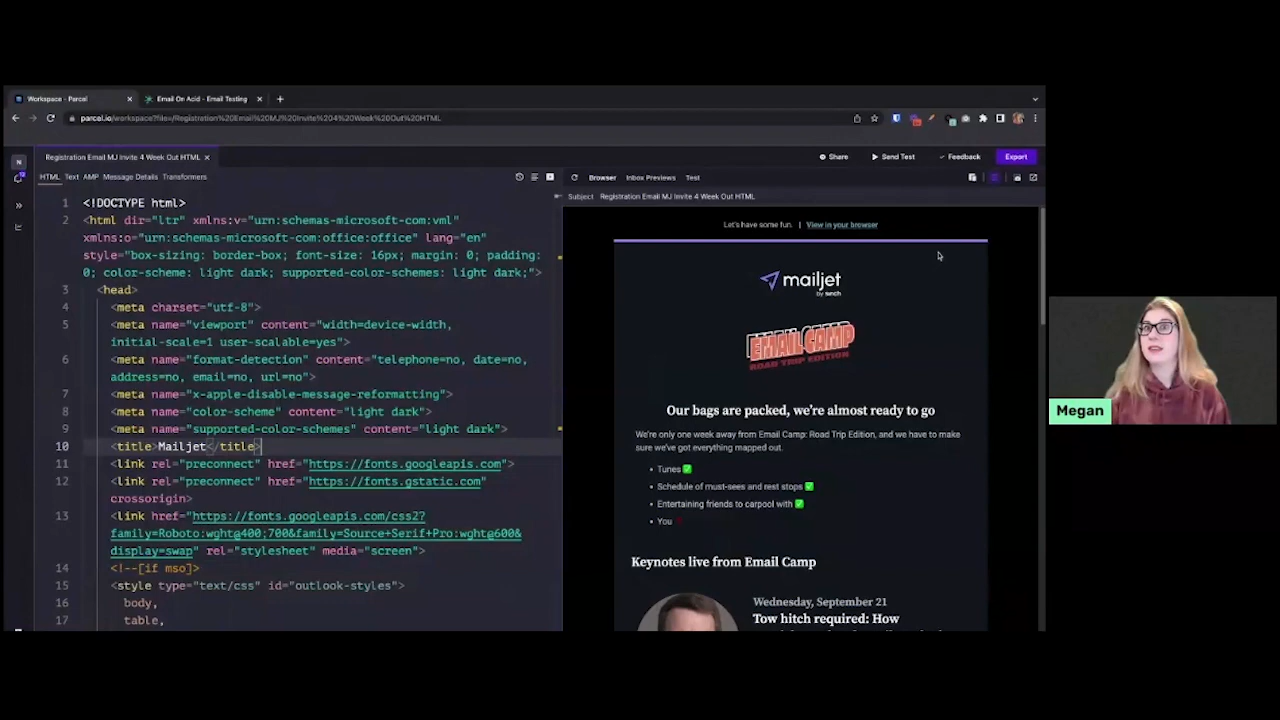 Workspace - Parcel
Email On Acid - Email Testing
parcel.io/workspace?file=/Registration%20Email%20MJ%20Invite%204%20Week%20Out%20HTML
N
Registration Email MJ Invite 4 Week Out HTML
Share
Send Test
Feedback
Export
HTML Text AMP Message Details Transformers
Browser Inbox Previews Test
Subject Registration Email MJ Invite 4 Week Out HTML
1 <!DOCTYPE html>
2 <html dir="ltr" xmlns:v="urn:schemas-microsoft-com:vml"
xmlns:o="urn:schemas-microsoft-com:office:office" lang="en"
style="box-sizing: border-box; font-size: 16px; margin: 0; padding:
0; color-scheme: light dark; supported-color-schemes: light dark;">
3 <head>
4 <meta charset="utf-8">
5 <meta name="viewport" content="width=device-width,
initial-scale=1 user-scalable=yes">
6 <meta name="format-detection" content="telephone=no, date=no,
address=no, email=no, url=no">
7 <meta name="x-apple-disable-message-reformatting">
8 <meta name="color-scheme" content="light dark">
9 <meta name="supported-color-schemes" content="light dark">
10 <title>Mailjet</title>
11 <link rel="preconnect" href="https://fonts.googleapis.com">
12 <link rel="preconnect" href="https://fonts.gstatic.com"
crossorigin>
13 <link href="https://fonts.googleapis.com/css2?
family=Roboto:wght@400;700&family=Source+Serif+Pro:wght@600&
display=swap" rel="stylesheet" media="screen">
14 <!--[if mso]>
15 <style type="text/css" id="outlook-styles">
16 body,
17 table,
Let's have some fun. | View in your browser
mailjet
by sinch
EMAIL CAMP
ROAD TRIP EDITION
Our bags are packed, we're almost ready to go
We're only one week away from Email Camp: Road Trip Edition, and we have to make
sure we've got everything mapped out.
• Tunes ✅
• Schedule of must-sees and rest stops ✅
• Entertaining friends to carpool with ✅
• You
Keynotes live from Email Camp
Wednesday, September 21
Tow hitch required: How
Megan